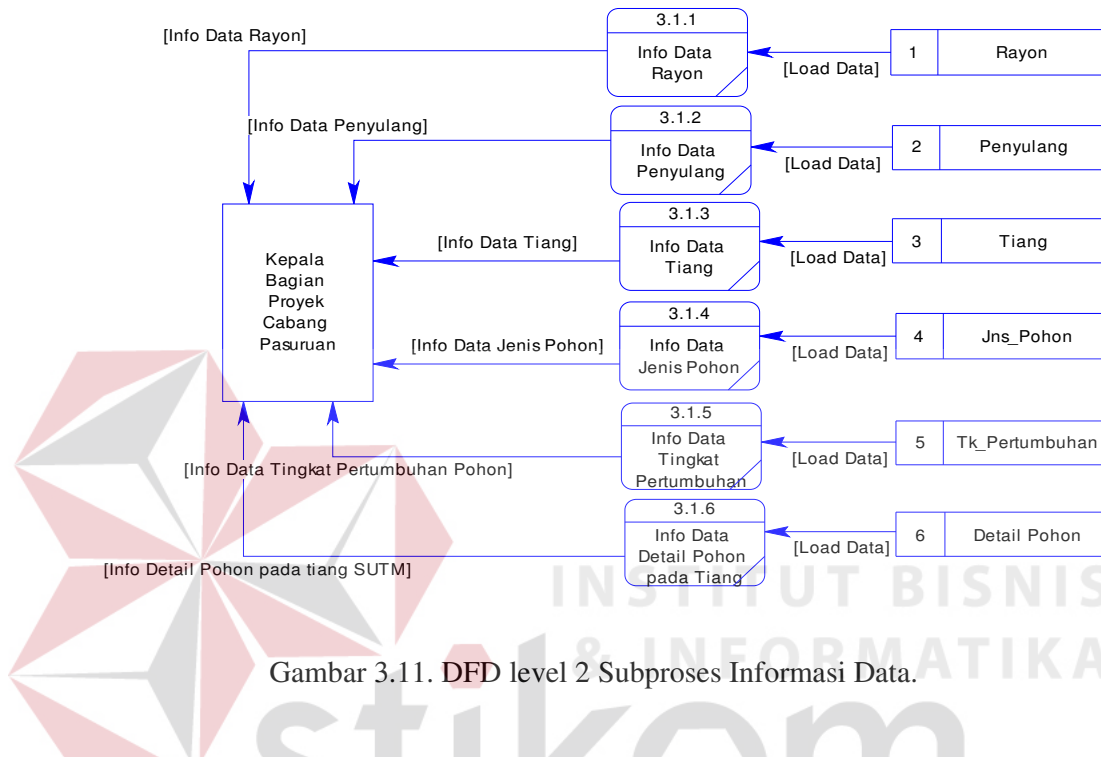 3.1.1
[Info Data Rayon]
Info Data
Rayon
[Load Data]
1
Rayon
3.1.2
[Info Data Penyulang]
Info Data
Penyulang
[Load Data]
2
Penyulang
3.1.3
[Info Data Tiang]
Info Data
Tiang
[Load Data]
3
Tiang
Kepala
Bagian
Proyek
Cabang
Pasuruan
3.1.4
[Info Data Jenis Pohon]
Info Data
Jenis Pohon
[Load Data]
4
Jns_Pohon
3.1.5
[Info Data Tingkat Pertumbuhan Pohon]
Info Data
Tingkat
Pertumbuhan
[Load Data]
5
Tk_Pertumbuhan
3.1.6
[Info Detail Pohon pada tiang SUTM]
Info Data
Detail Pohon
pada Tiang
[Load Data]
6
Detail Pohon
INSTITUT BISNIS
& INFORMATIKA
Gambar 3.11. DFD level 2 Subproses Informasi Data.
stikom